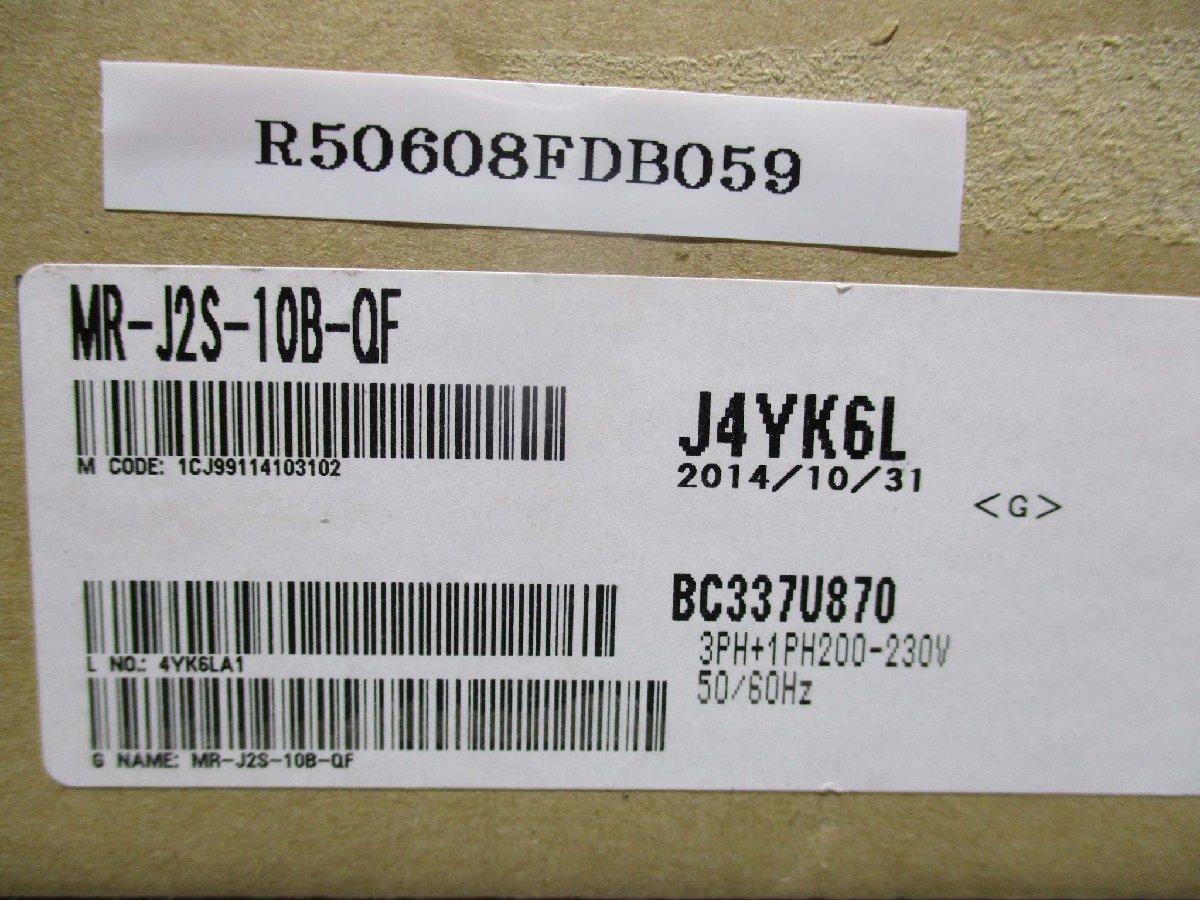 R50608FDB059
MR-J2S-10B-QF
M CODE: 1CJ99114103102
J4YK6L
2014/10/31
<G>
BC337U870
3PH+1PH200-230V
50/60Hz
L NO.: 4YK6LA1
G NAME: MR-J2S-10B-QF